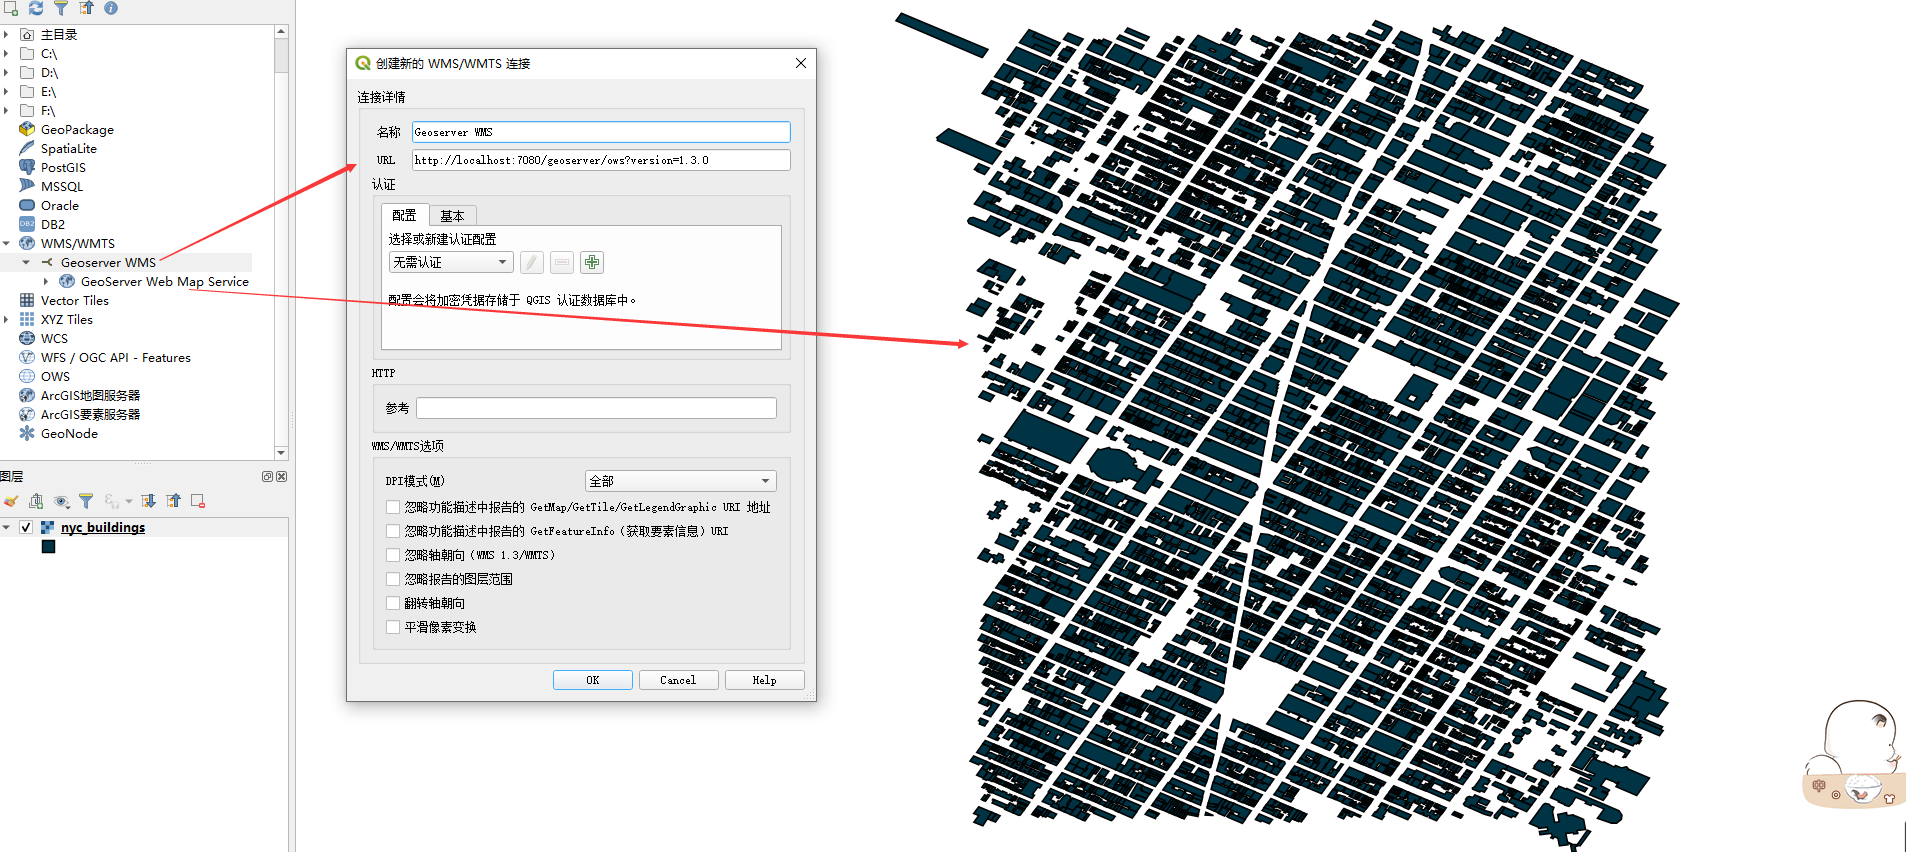 主目录
C:\
D:\
E:\
F:\
GeoPackage
SpatiaLite
PostGIS
MSSQL
Oracle
DB2
DB2
WMS/WMTS
Geoserver WMS
GeoServer Web Map Service
Vector Tiles
XYZ Tiles
WCS
WFS / OGC API - Features
OWS
ArcGIS地图服务器
ArcGIS要素服务器
GeoNode
图层
nyc_buildings
创建新的 WMS/WMTS 连接
连接详情
名称 Geoserver WMS
URL http://localhost:7080/geoserver/ows?version=1.3.0
认证
配置 基本
选择或新建认证配置
无需认证
配置会将加密凭据存储于 QGIS 认证数据库中。
HTTP
参考
WMS/WMTS选项
DPI模式(M) 全部
忽略功能描述中报告的 GetMap/GetTile/GetLegendGraphic URI 地址
忽略功能描述中报告的 GetFeatureInfo（获取要素信息）URI
忽略轴朝向（WMS 1.3/WMTS）
忽略报告的图层范围
翻转轴朝向
平滑像素变换
OK Cancel Help
中